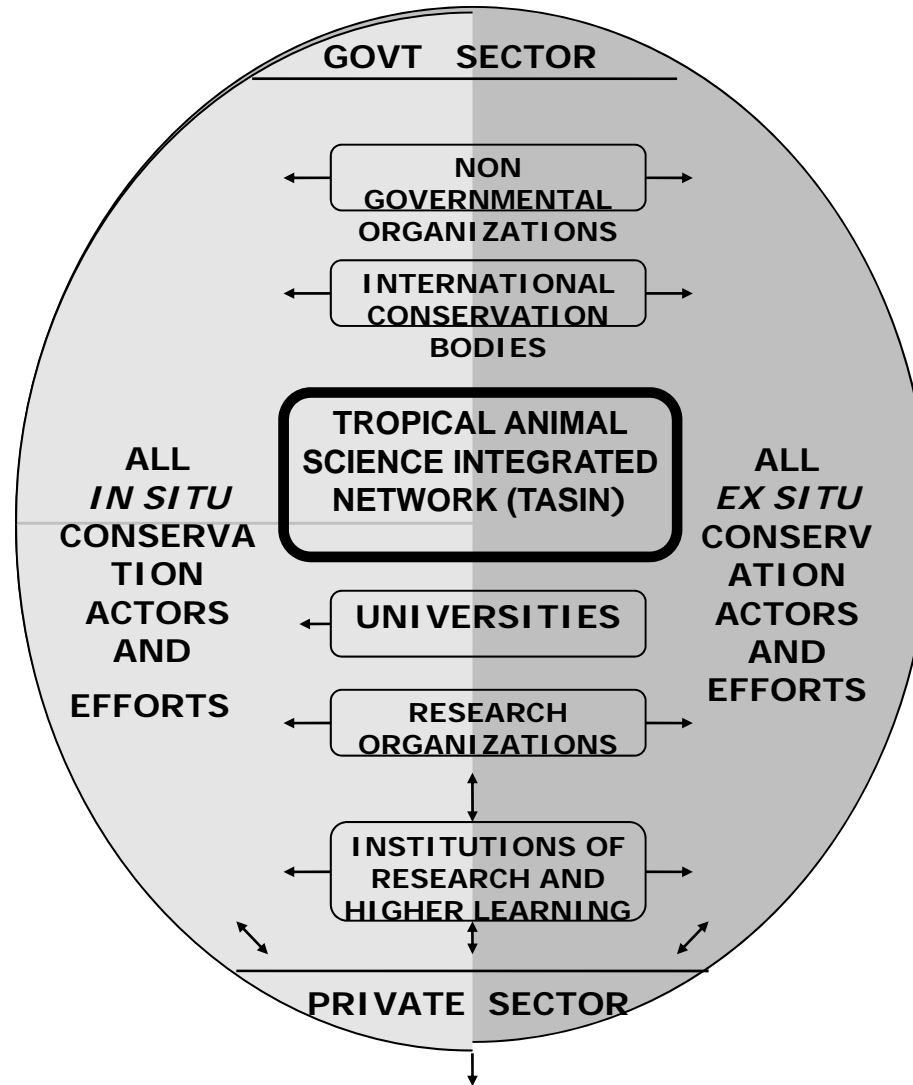 GOVT SECTOR
NON
GOVERNMENTAL
ORGANIZATIONS
INTERNATIONAL
CONSERVATION
BODIES
TROPICAL ANIMAL
SCIENCE INTEGRATED
NETWORK (TASIN)
ALL
IN SITU
CONSERVA
TION
ACTORS
AND
EFFORTS
ALL
EX SITU
CONSERV
ATION
ACTORS
AND
EFFORTS
UNIVERSITIES
RESEARCH
ORGANIZATIONS
INSTITUTIONS OF
RESEARCH AND
HIGHER LEARNING
PRIVATE SECTOR